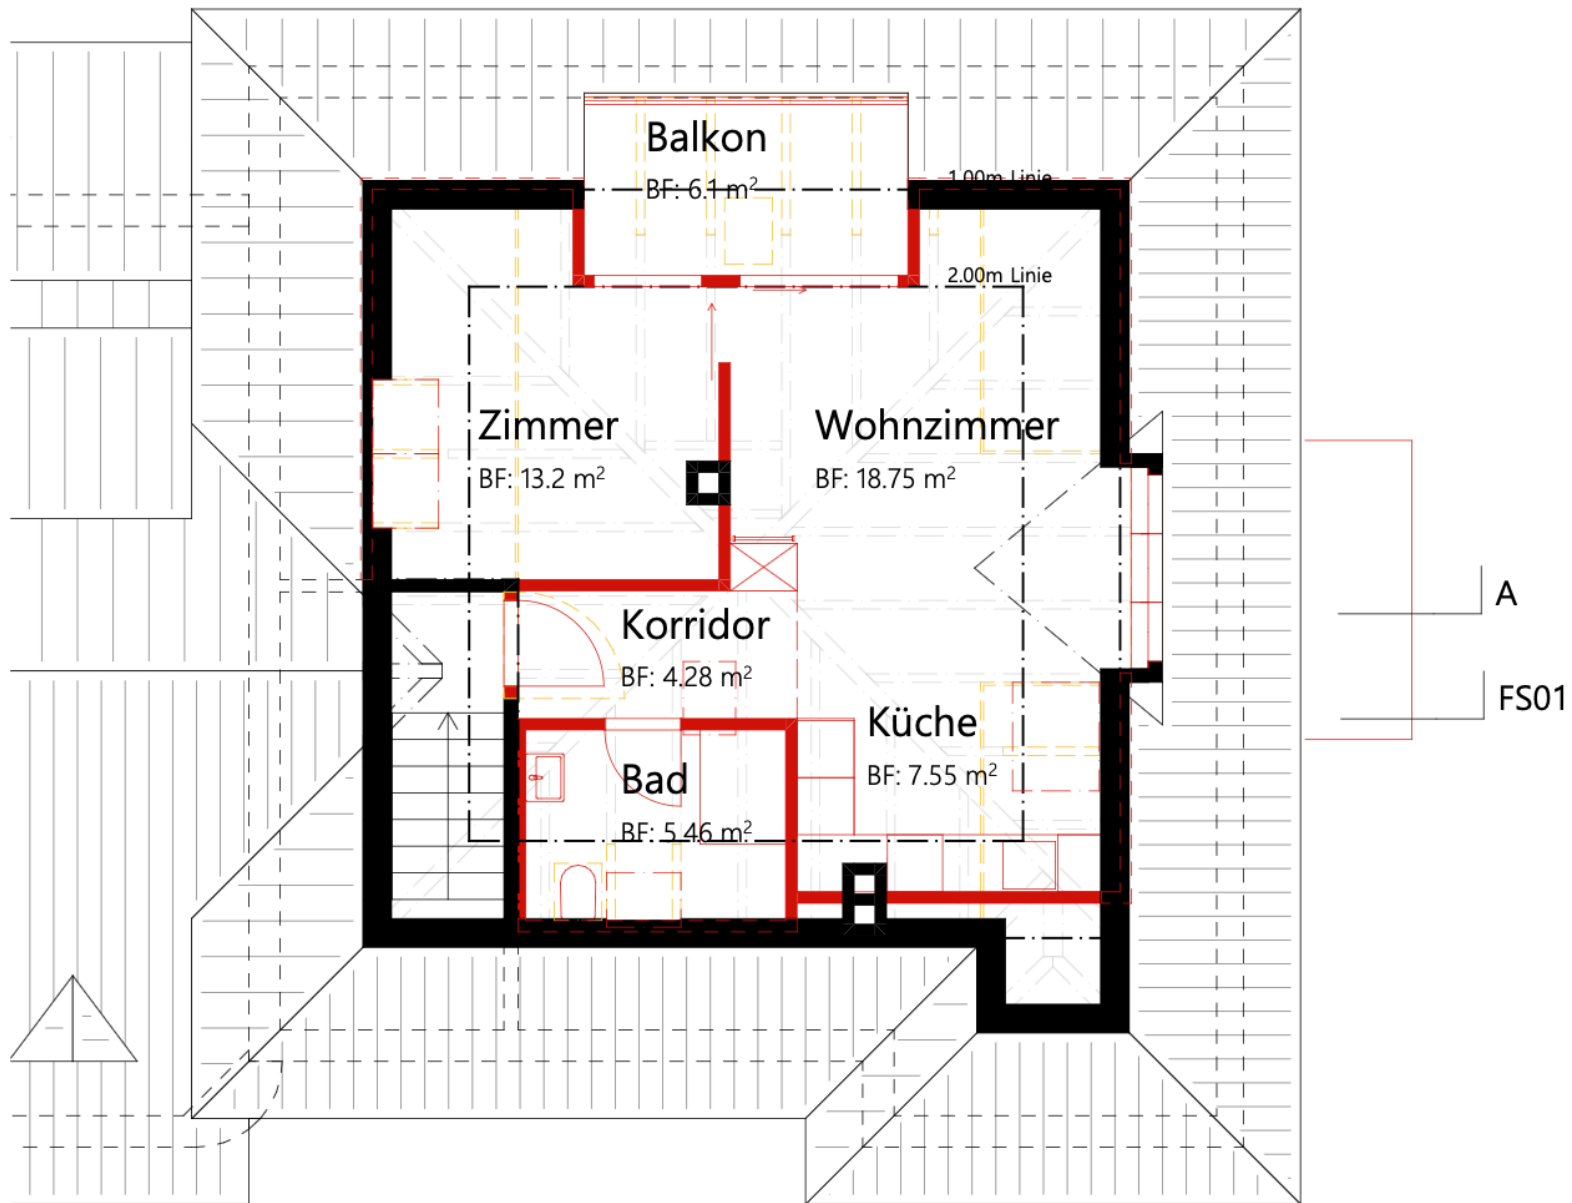 Balkon
BF: 6.1 m²
1.00m Linie
2.00m Linie
Zimmer
BF: 13.2 m²
Wohnzimmer
BF: 18.75 m²
A
Korridor
BF: 4.28 m²
FS01
Küche
BF: 7.55 m²
Bad
BF: 5.46 m²